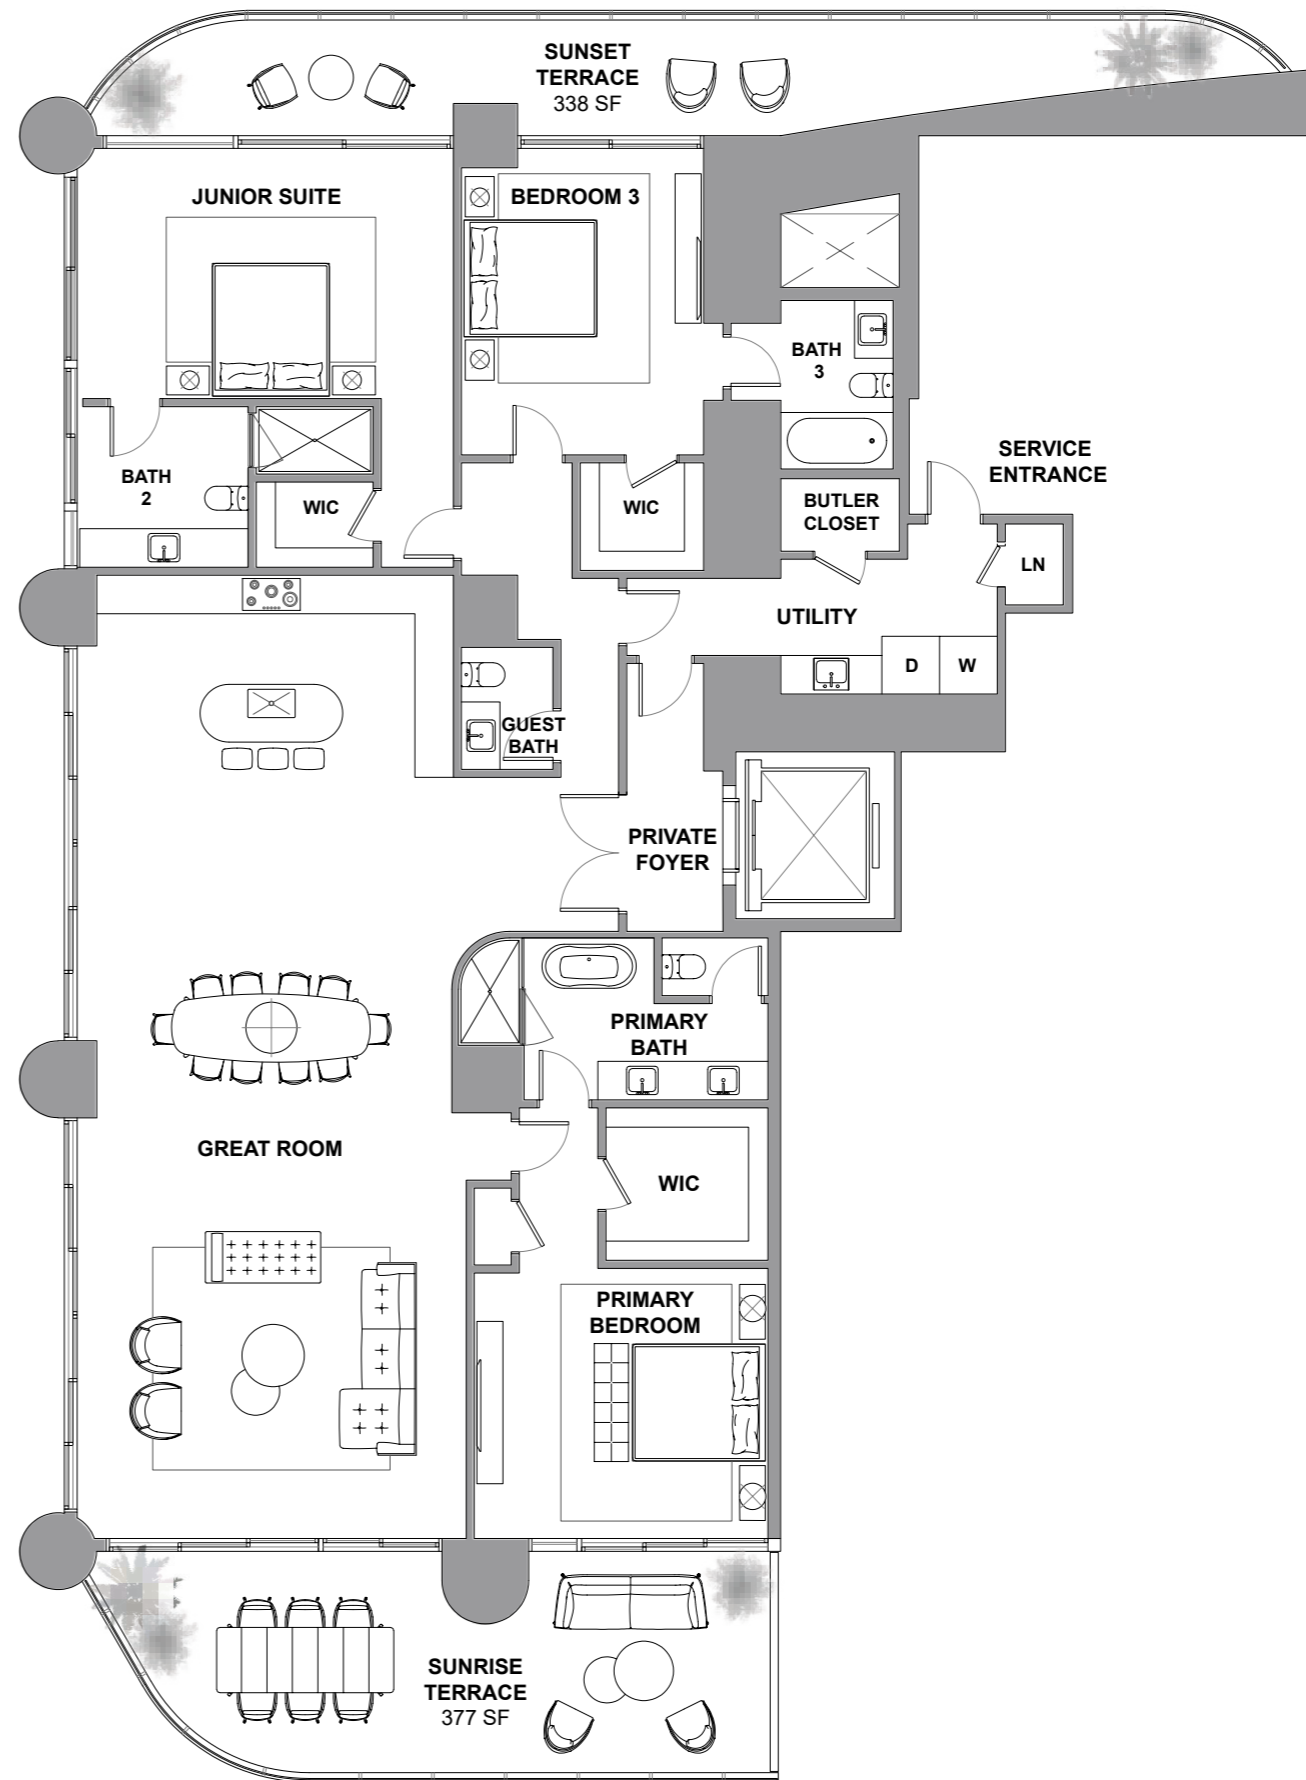 SUNSET
TERRACE
338 SF
JUNIOR SUITE
BEDROOM 3
BATH
3
SERVICE
ENTRANCE
BATH
2
WIC
WIC
BUTLER
CLOSET
LN
UTILITY
D
W
GUEST
BATH
PRIVATE
FOYER
PRIMARY
BATH
GREAT ROOM
WIC
PRIMARY
BEDROOM
SUNRISE
TERRACE
377 SF